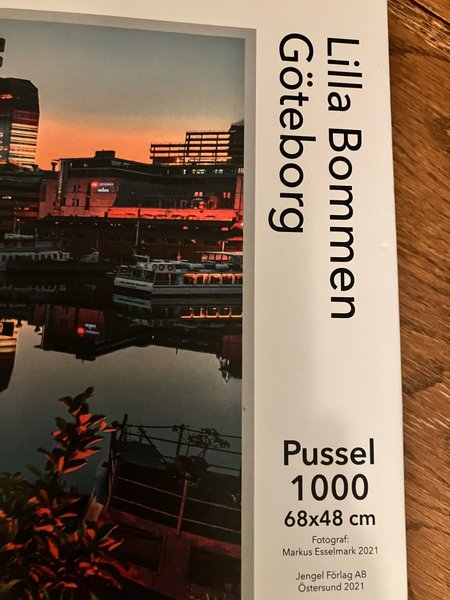 Lilla Bommen
Göteborg
Pussel
1000
68x48 cm
Fotograf:
Markus Esselmark 2021
Jengel Förlag AB
Östersund 2021